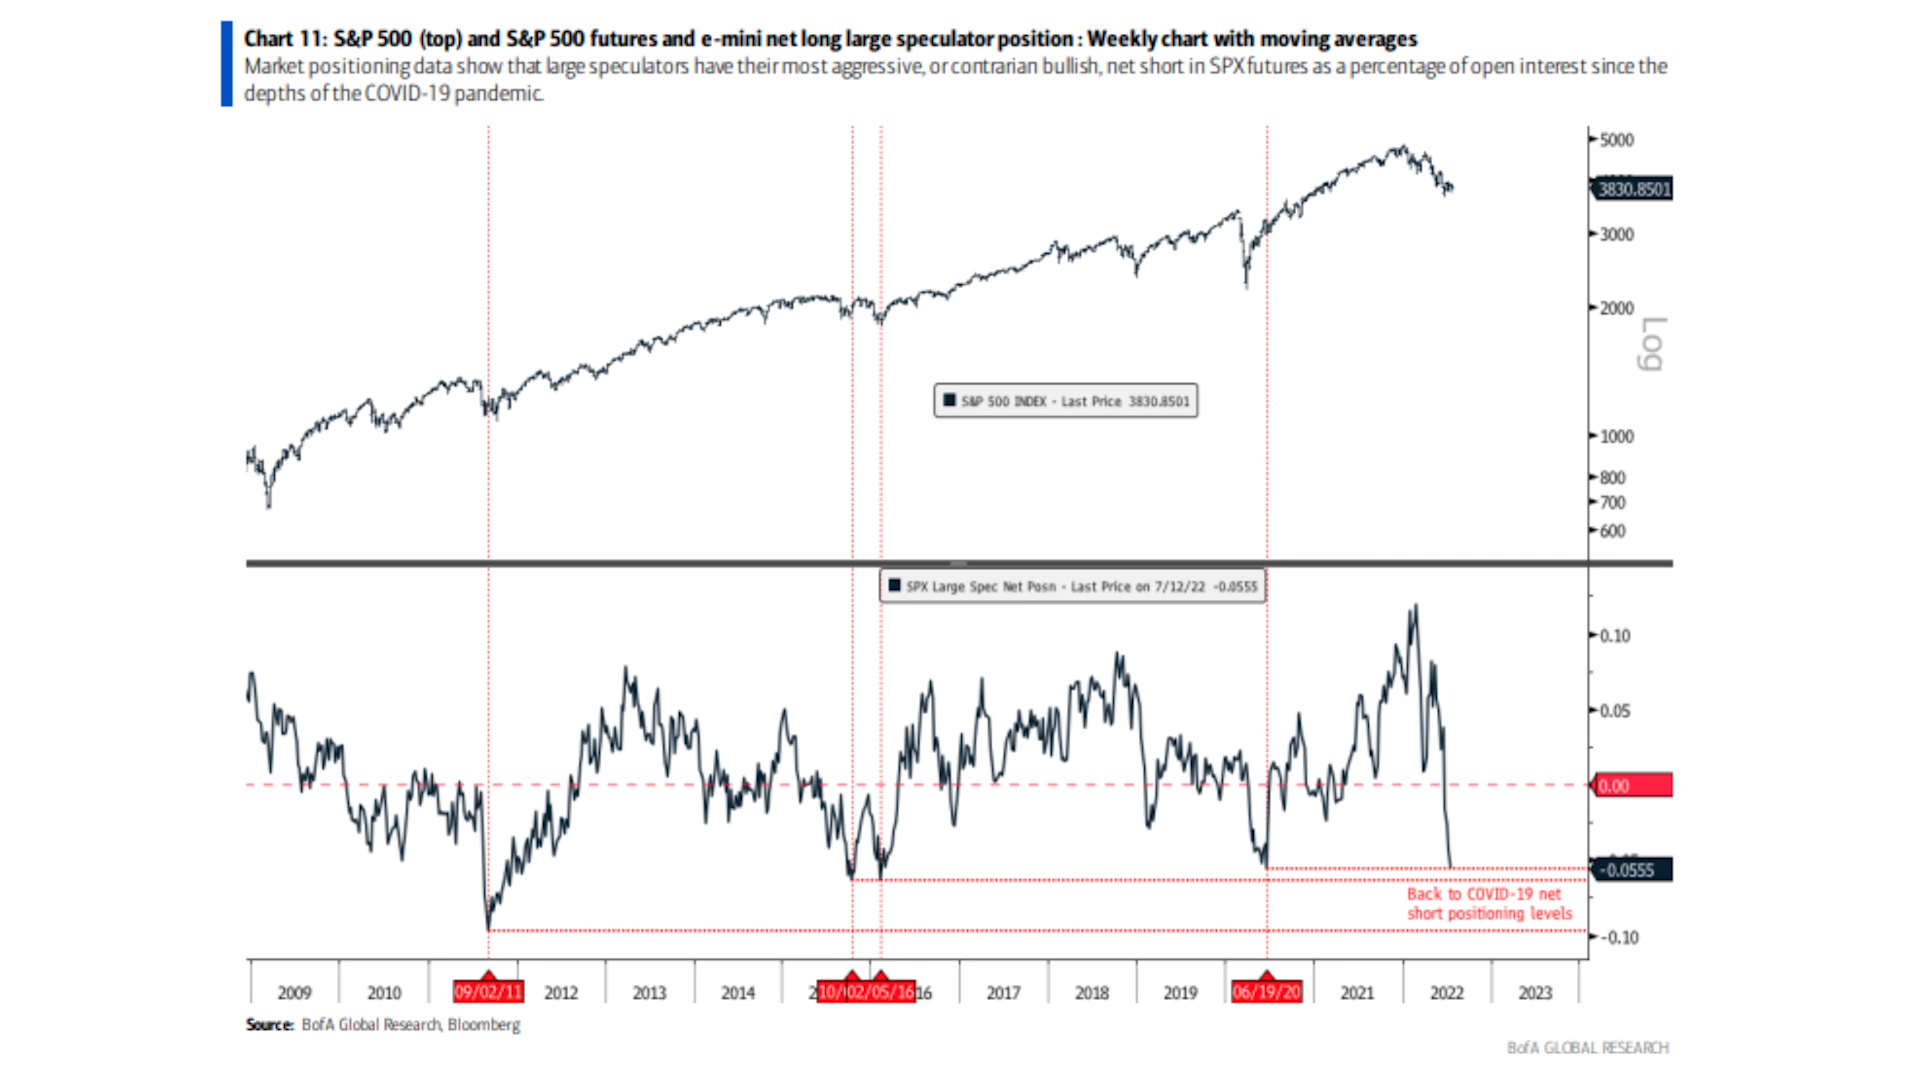 Chart 11: S&P 500 (top) and S&P 500 futures and e-mini net long large speculator position: Weekly chart with moving averages
Market positioning data show that large speculators have their most aggressive, or contrarian bullish, net short in SPX futures as a percentage of open interest since the
depths of the COVID-19 pandemic.
5000
3830.8501
3000
2000
Log
S&P 500 INDEX - Last Price 3830.8501
1000
800
700
600
SPX Large Spec Net Posn - Last Price on 7/12/22 -0.0555
0.10
0.05
0.00
-0.0555
Back to COVID-19 net
short positioning levels
-0.10
2009 2010 09/02/11 2012 2013 2014 02/05/16 2017 2018 2019 06/19/20 2021 2022 2023
Source: BofA Global Research, Bloomberg
BofA GLOBAL RESEARCH